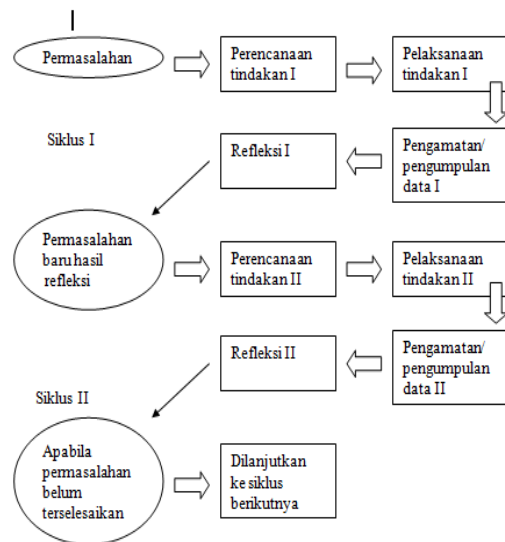 Permasalahan
Perencanaan
tindakan I
Pelaksanaan
tindakan I
Siklus I
Refleksi I
Pengamatan/
pengumpulan
data I
Permasalahan
baru hasil
refleksi
Perencanaan
tindakan II
Pelaksanaan
tindakan II
Siklus II
Refleksi II
Pengamatan/
pengumpulan
data II
Apabila
permasalahan
belum
terselesaikan
Dilanjutkan
ke siklus
berikutnya